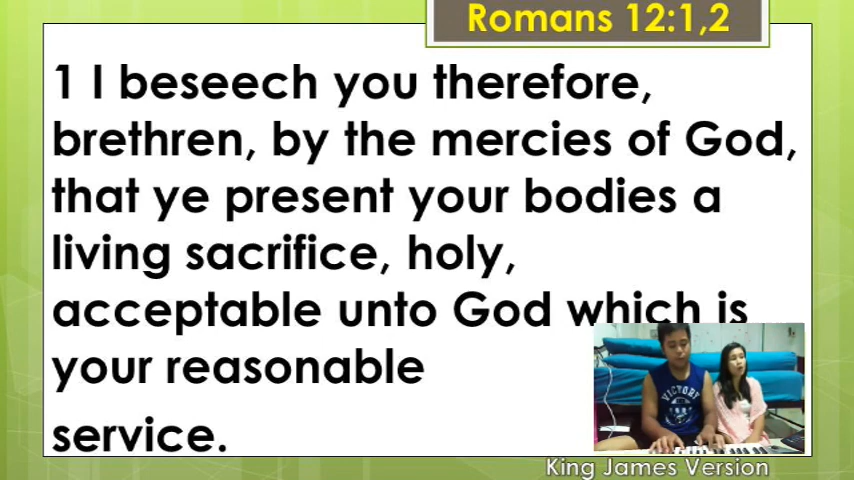 Romans 12:1,2
1 I beseech you therefore,
brethren, by the mercies of God,
that ye present your bodies a
living sacrifice, holy,
acceptable unto God which is
your reasonable
service.
VICTORY
King James Version